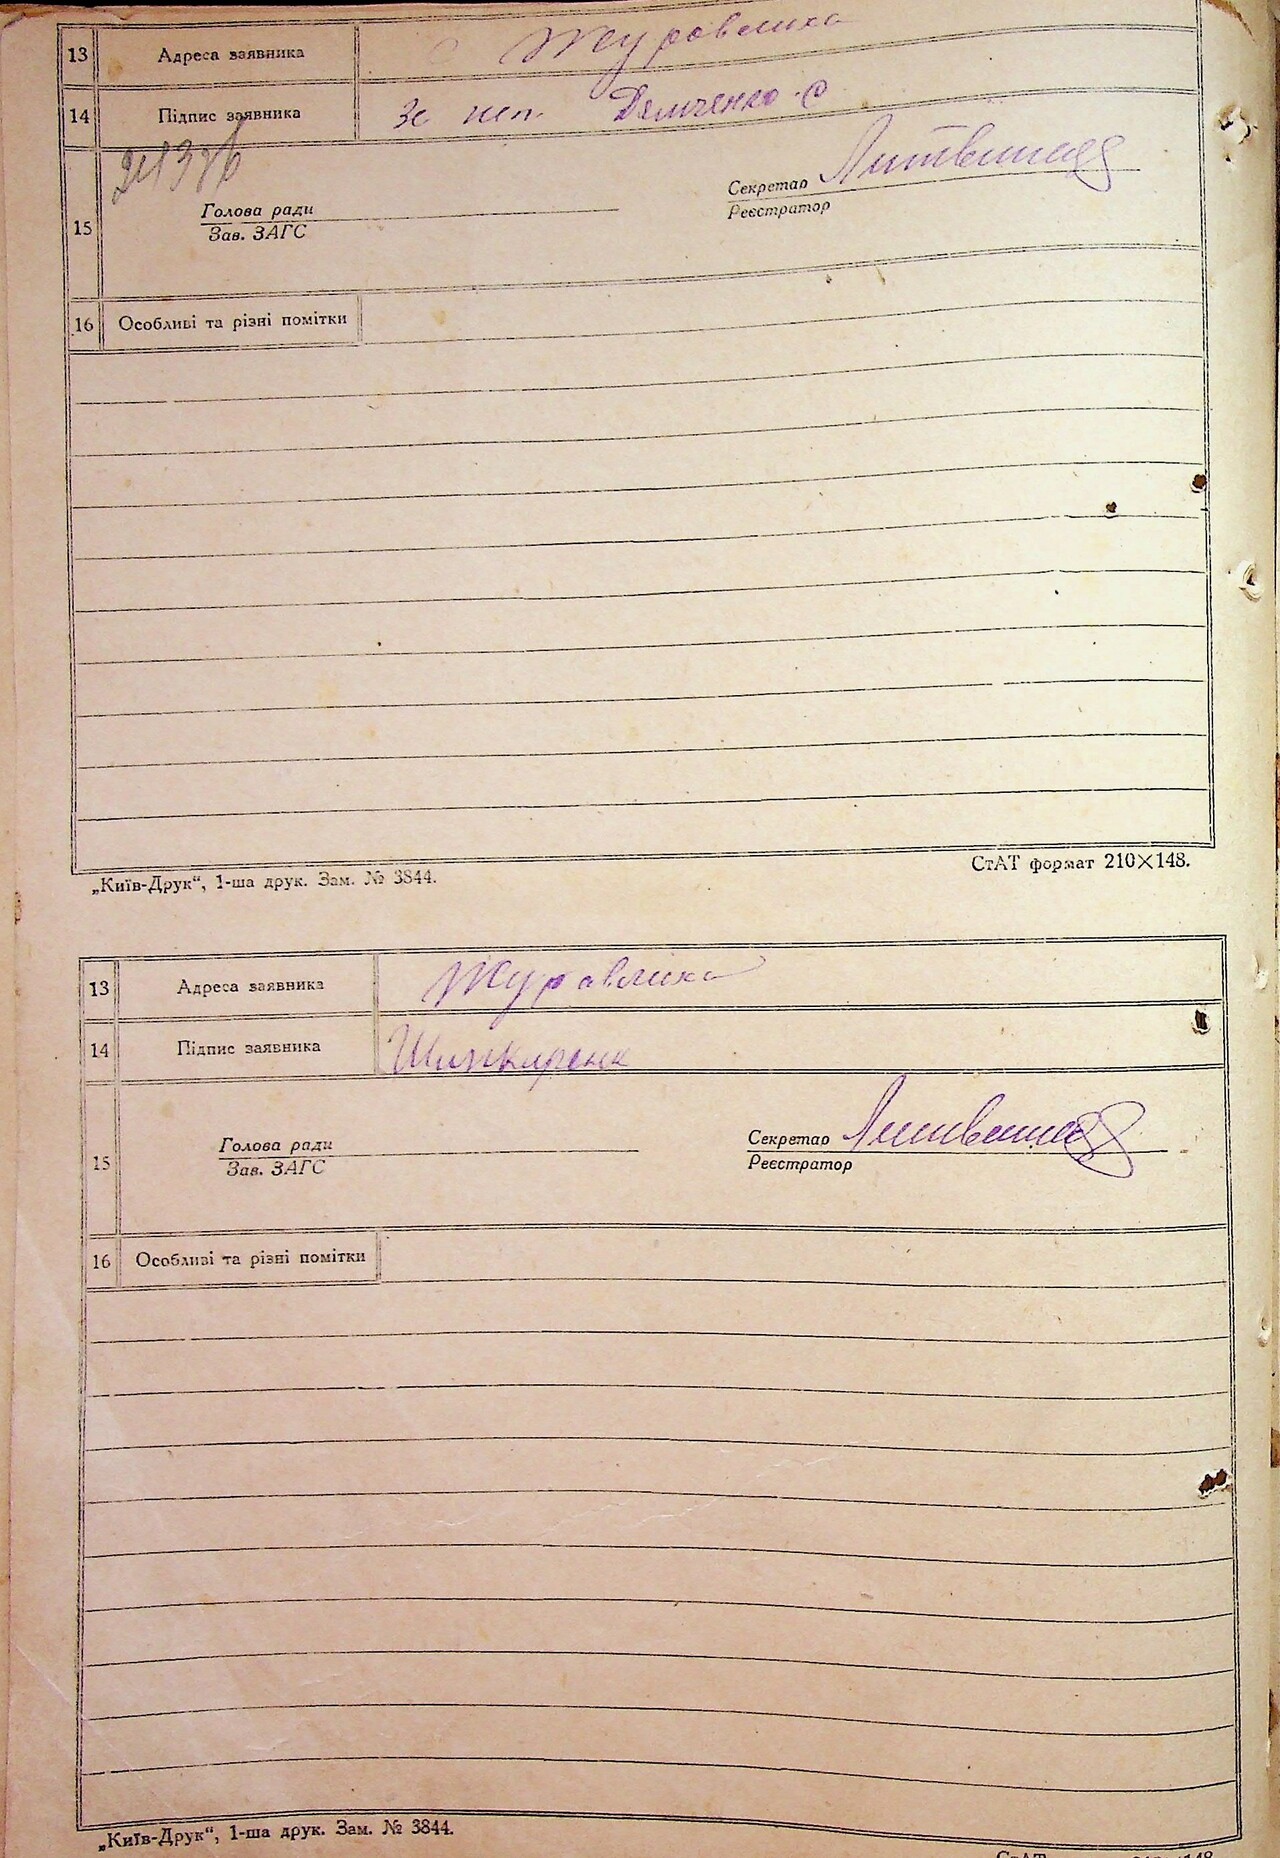 13 Адреса заявника с Журавлиха
14 Підпис заявника за неп. Демченко С
Секретар Литвин
Реєстратор
15 Голова ради
Зав. ЗАГС
16 Особливі та різні помітки
„Київ-Друк“, 1-ша друк. Зам. № 3844. СтАТ формат 210×148.
13 Адреса заявника Журавлиха
14 Підпис заявника Шинкаренк
15 Голова ради Секретар
Зав. ЗАГС Реєстратор
16 Особливі та різні помітки
„Київ-Друк“, 1-ша друк. Зам. № 3844.